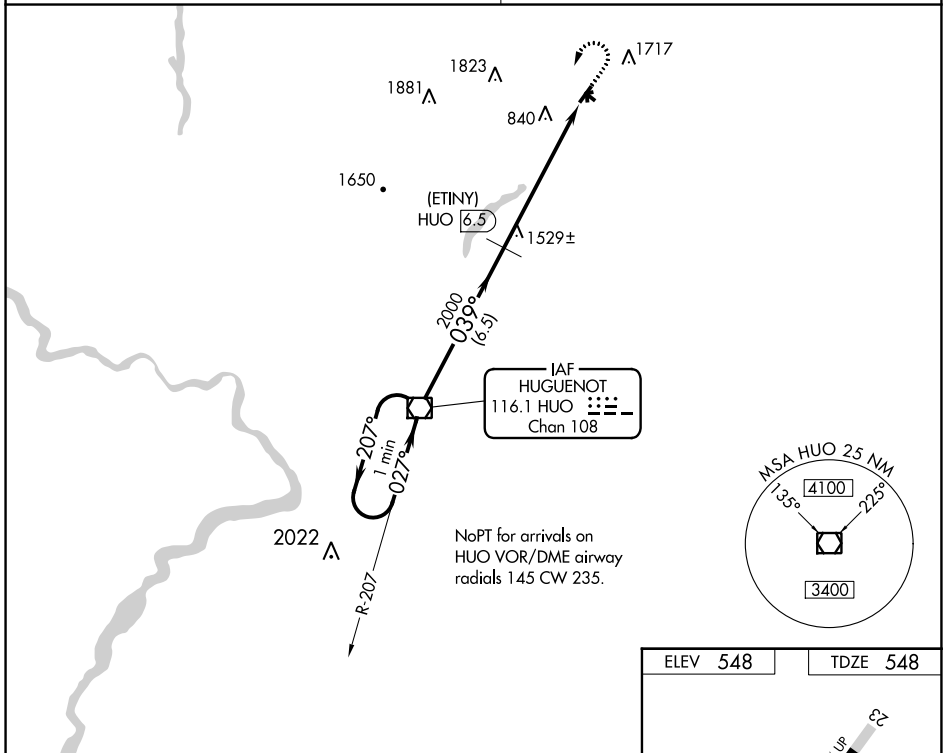 1717
1823
1881
840
1650
(ETINY)
HUO 6.5
1529±
2000
039°
(6.5)
IAF
HUGUENOT
116.1 HUO
Chan 108
207°
1 min
027°
MSA HUO 25 NM
135°
4100
225°
3400
2022
NoPT for arrivals on
HUO VOR/DME airway
radials 145 CW 235.
R-207
ELEV 548
TDZE 548
23
UP